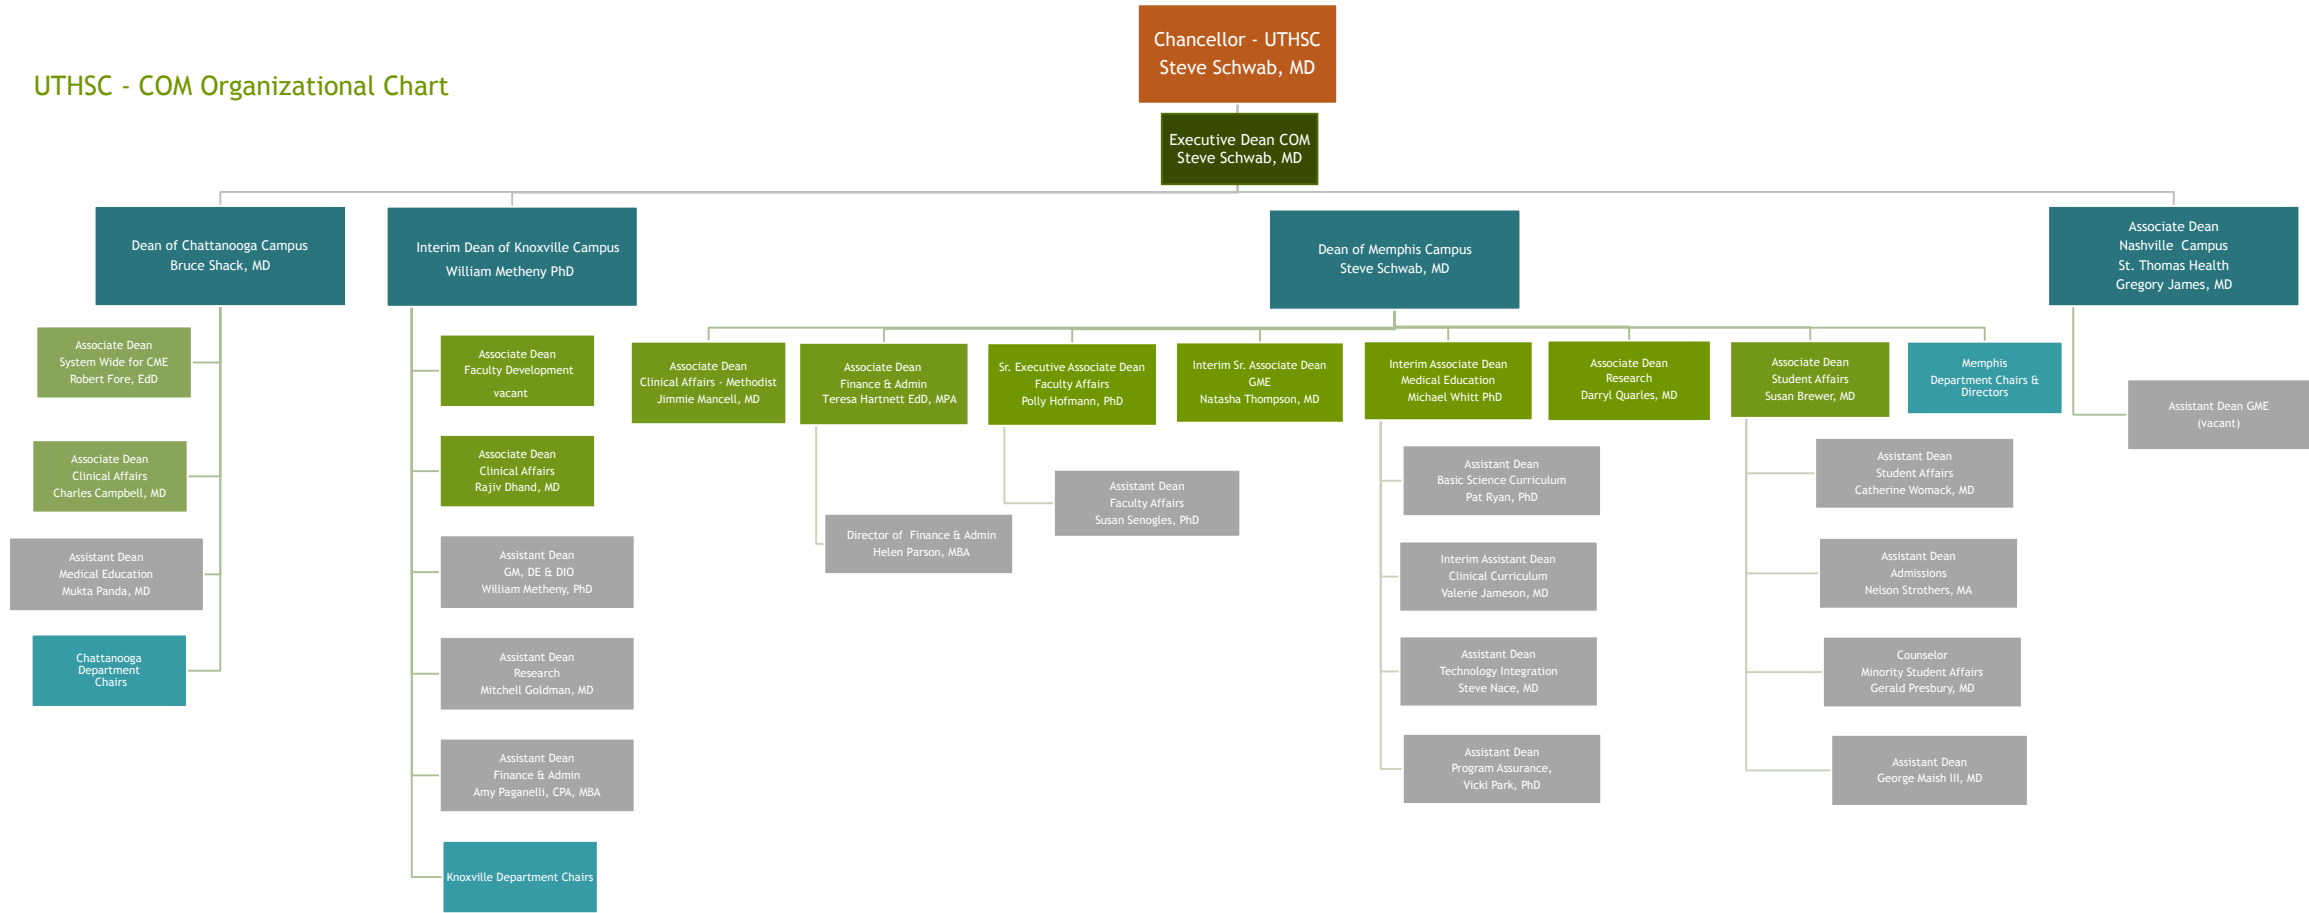 UTHSC - COM Organizational Chart
Chancellor - UTHSC
Steve Schwab, MD
Executive Dean COM
Steve Schwab, MD
Dean of Chattanooga Campus
Bruce Shack, MD
Interim Dean of Knoxville Campus
William Metheny PhD
Dean of Memphis Campus
Steve Schwab, MD
Associate Dean
Nashville Campus
St. Thomas Health
Gregory James, MD
Associate Dean
System Wide for CME
Robert Fore, EdD
Associate Dean
Clinical Affairs
Charles Campbell, MD
Assistant Dean
Medical Education
Mukta Panda, MD
Chattanooga
Department
Chairs
Associate Dean
Faculty Development
vacant
Associate Dean
Clinical Affairs
Rajiv Dhand, MD
Assistant Dean
GM, DE & DIO
William Metheny, PhD
Assistant Dean
Research
Mitchell Goldman, MD
Assistant Dean
Finance & Admin
Amy Paganelli, CPA, MBA
Knoxville Department Chairs
Associate Dean
Clinical Affairs - Methodist
Jimmie Mancell, MD
Associate Dean
Finance & Admin
Teresa Hartnett EdD, MPA
Director of Finance & Admin
Helen Parson, MBA
Sr. Executive Associate Dean
Faculty Affairs
Polly Hofmann, PhD
Assistant Dean
Faculty Affairs
Susan Senogles, PhD
Interim Sr. Associate Dean
GME
Natasha Thompson, MD
Interim Associate Dean
Medical Education
Michael Whitt PhD
Assistant Dean
Basic Science Curriculum
Pat Ryan, PhD
Interim Assistant Dean
Clinical Curriculum
Valerie Jameson, MD
Assistant Dean
Technology Integration
Steve Nace, MD
Assistant Dean
Program Assurance,
Vicki Park, PhD
Associate Dean
Research
Darryl Quarles, MD
Associate Dean
Student Affairs
Susan Brewer, MD
Assistant Dean
Student Affairs
Catherine Womack, MD
Assistant Dean
Admissions
Nelson Strothers, MA
Counselor
Minority Student Affairs
Gerald Presbury, MD
Assistant Dean
George Maish III, MD
Memphis
Department Chairs &
Directors
Assistant Dean GME
(vacant)